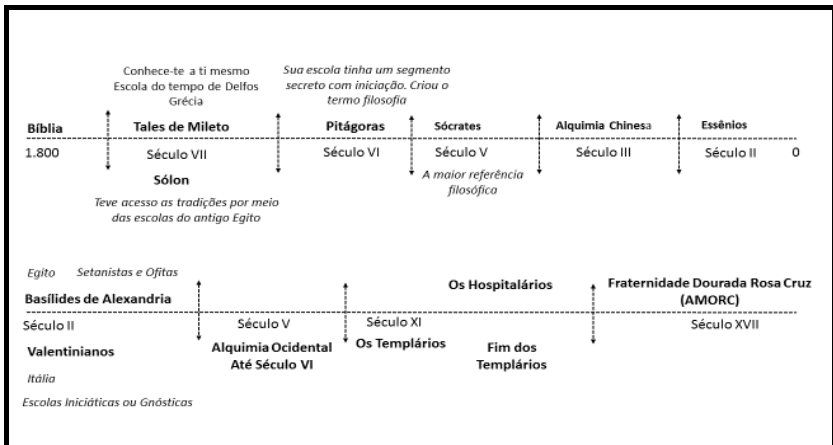 Conhece-te a ti mesmo
Escola do tempo de Delfos
Grécia
Sua escola tinha um segmento
secreto com iniciação. Criou o
termo filosofia
Bíblia
Tales de Mileto
Pitágoras
Sócrates
Alquimia Chinesa
Essênios
1.800
Século VII
Século VI
Século V
Século III
Século II
0
Sólon
A maior referência
filosófica
Teve acesso as tradições por meio
das escolas do antigo Egito
Egito
Setanistas e Ofitas
Os Hospitalários
Fraternidade Dourada Rosa Cruz
(AMORC)
Basílides de Alexandria
Século II
Século V
Século XI
Século XVII
Valentinianos
Alquimia Ocidental
Até Século VI
Os Templários
Fim dos
Templários
Itália
Escolas Iniciáticas ou Gnósticas